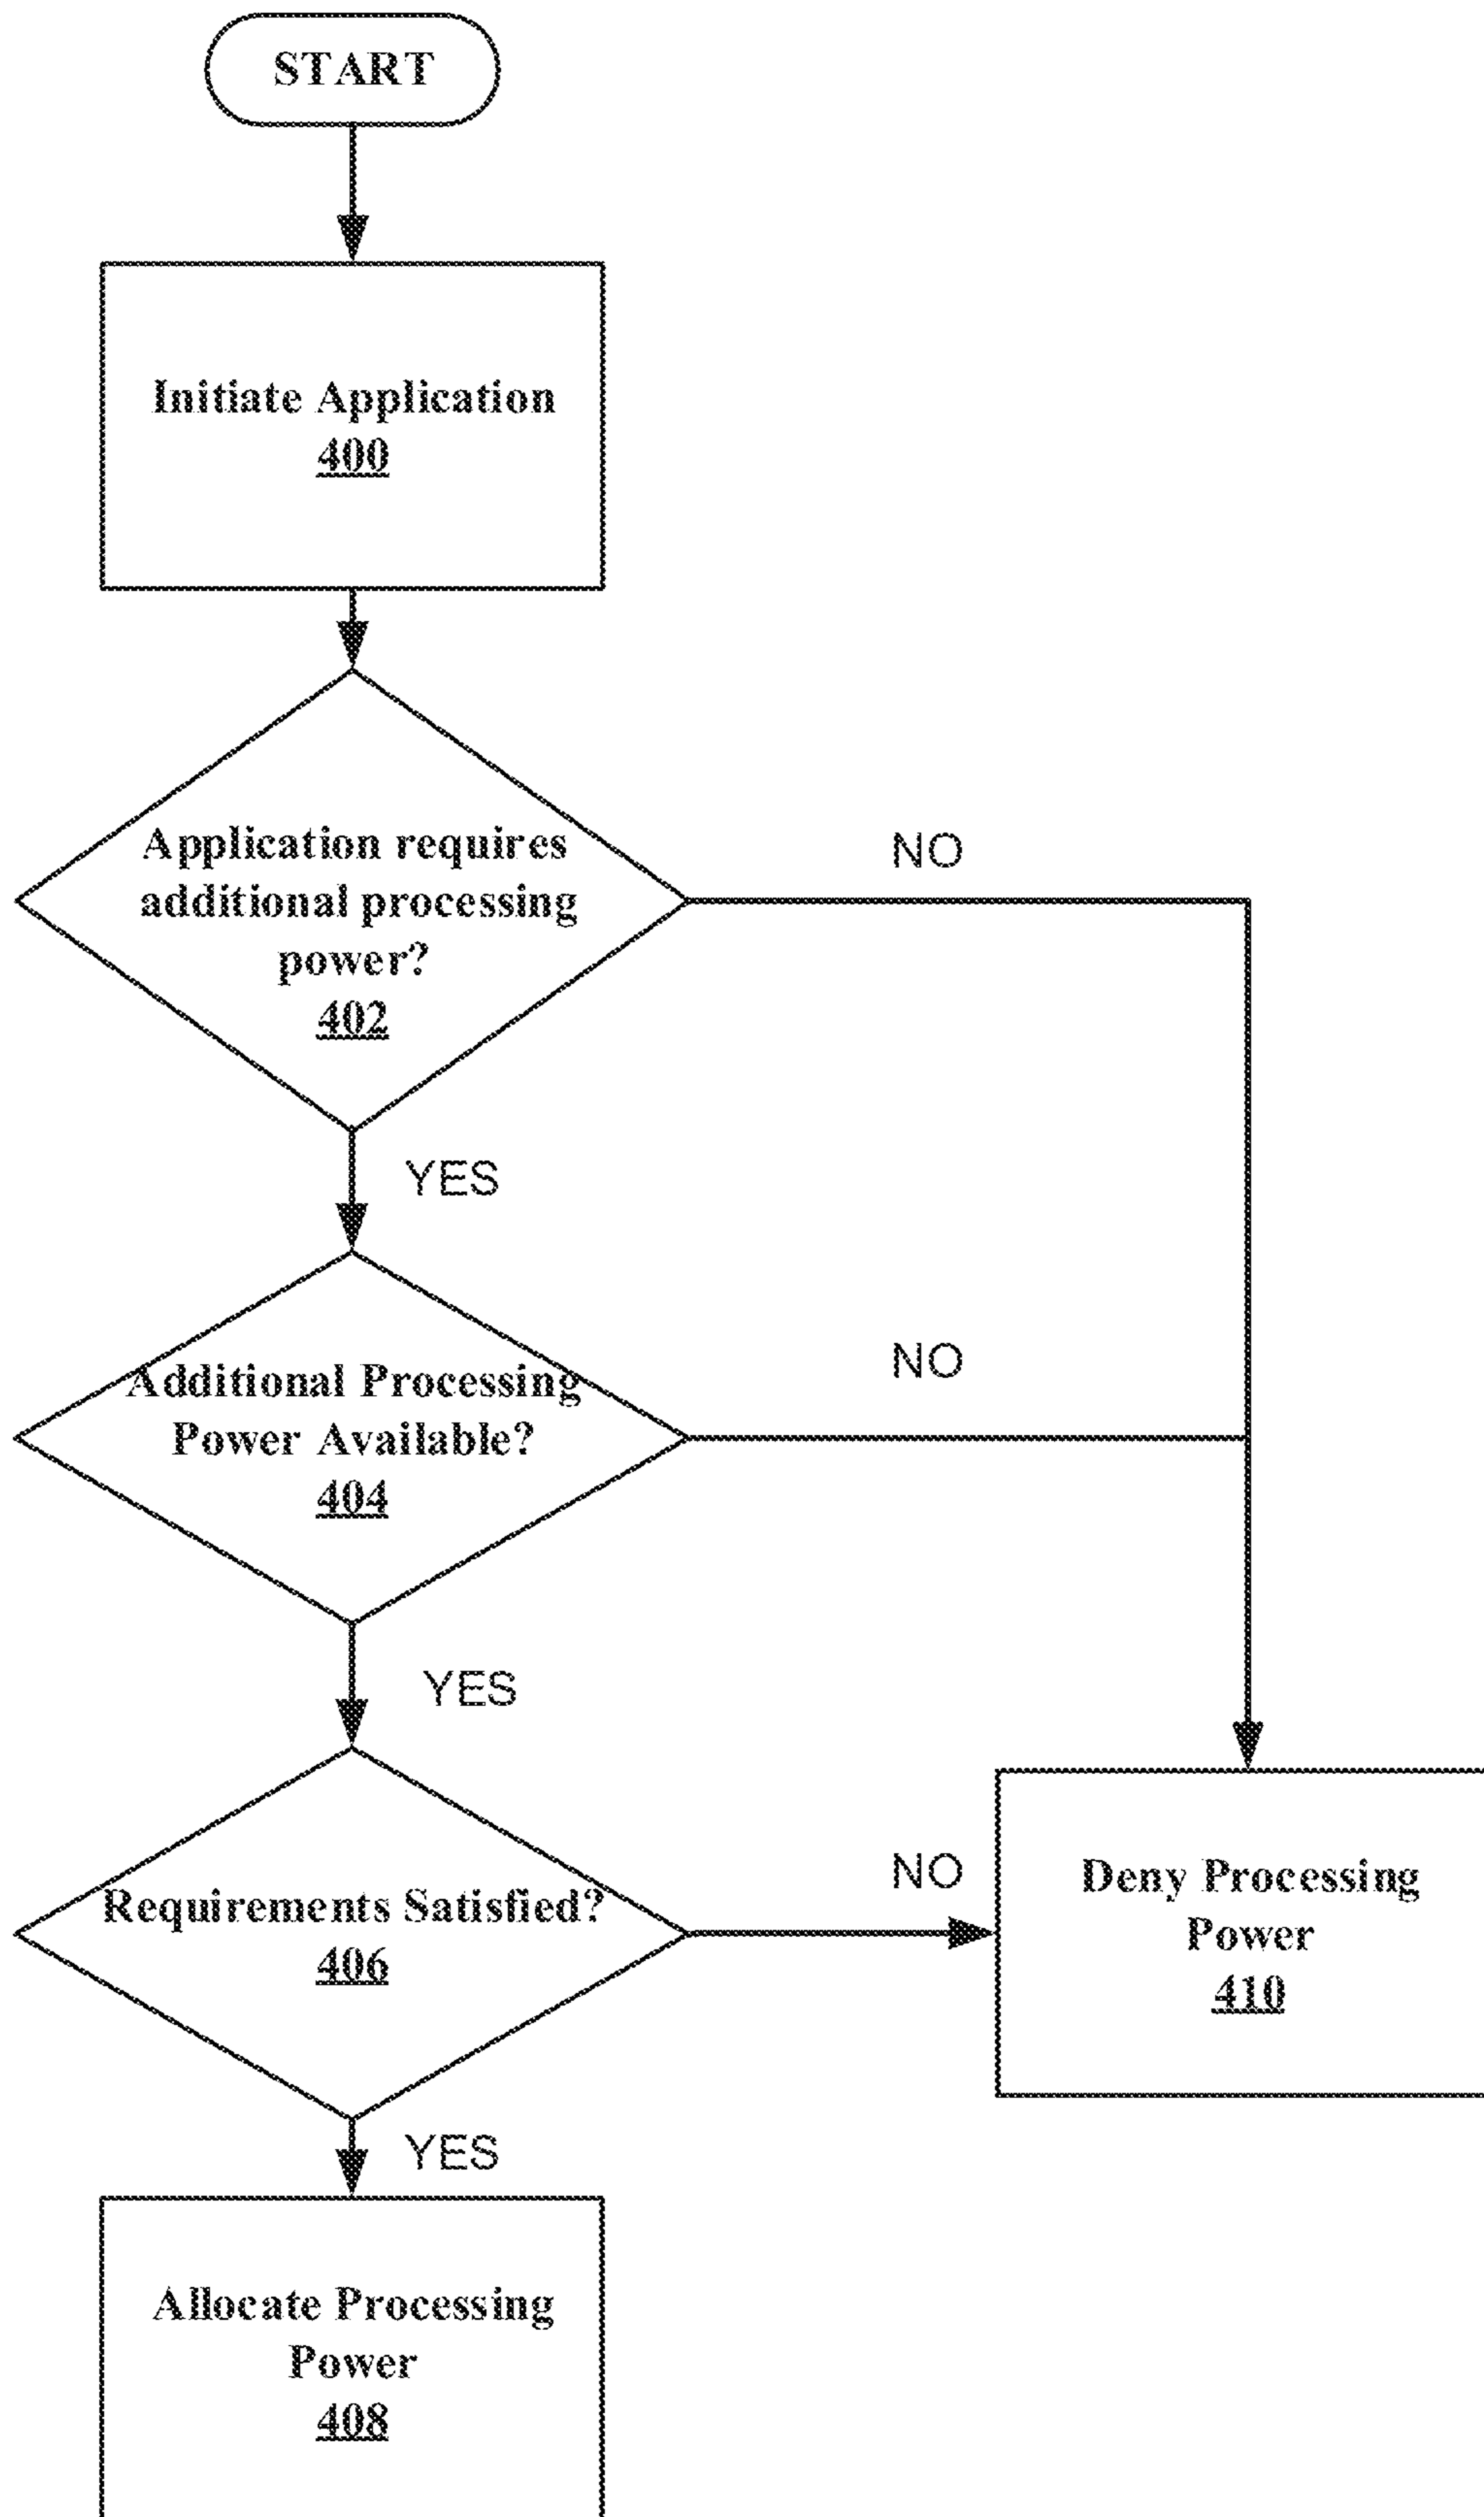 START
Initiate Application
400
Application requires
additional processing
power?
402
NO
YES
Additional Processing
Power Available?
404
NO
YES
Requirements Satisfied?
406
NO
Deny Processing
Power
410
YES
Allocate Processing
Power
408